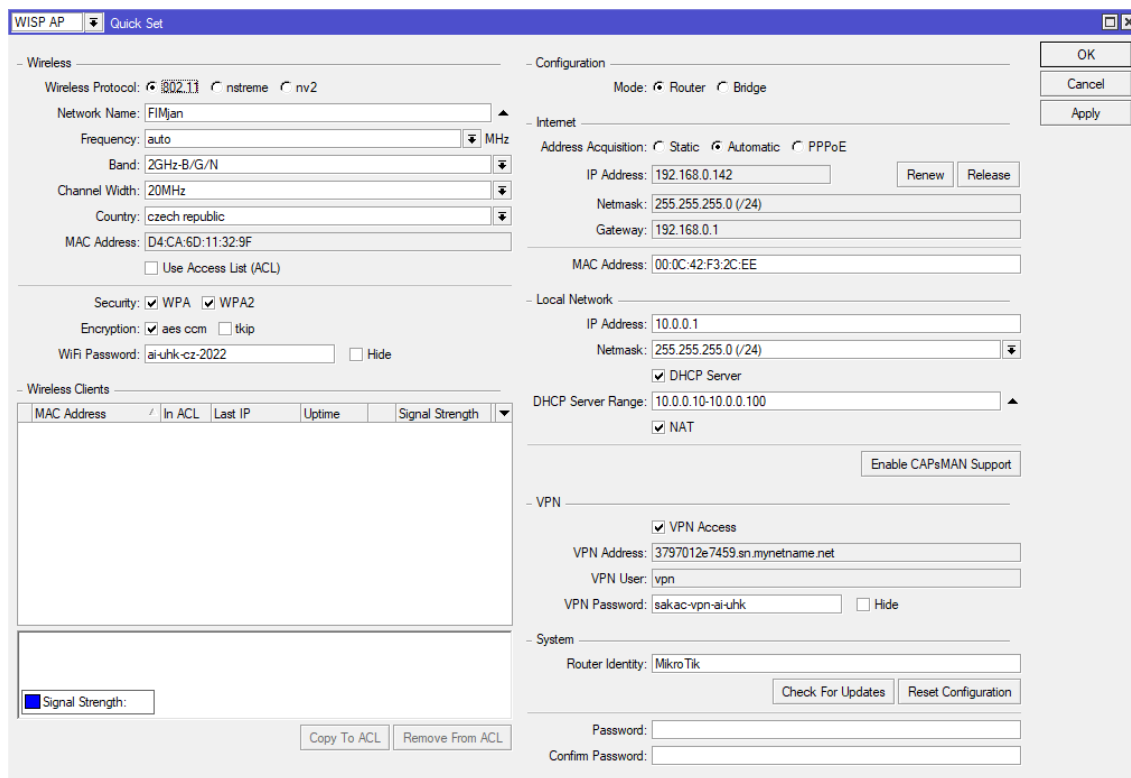 WISP AP Quick Set
Wireless
Wireless Protocol: 802.11 nstreme nv2
Network Name: FIMjan
Frequency: auto MHz
Band: 2GHz-B/G/N
Channel Width: 20MHz
Country: czech republic
MAC Address: D4:CA:6D:11:32:9F
Use Access List (ACL)
Security: WPA WPA2
Encryption: aes ccm tkip
WiFi Password: ai-uhk-cz-2022 Hide
Wireless Clients
MAC Address In ACL Last IP Uptime Signal Strength
Signal Strength:
Copy To ACL Remove From ACL
Configuration
Mode: Router Bridge
Internet
Address Acquisition: Static Automatic PPPoE
IP Address: 192.168.0.142 Renew Release
Netmask: 255.255.255.0 (/24)
Gateway: 192.168.0.1
MAC Address: 00:0C:42:F3:2C:EE
Local Network
IP Address: 10.0.0.1
Netmask: 255.255.255.0 (/24)
DHCP Server
DHCP Server Range: 10.0.0.10-10.0.0.100
NAT
Enable CAPsMAN Support
VPN
VPN Access
VPN Address: 3797012e7459.sn.mynetname.net
VPN User: vpn
VPN Password: sakac-vpn-ai-uhk Hide
System
Router Identity: MikroTik
Check For Updates Reset Configuration
Password:
Confirm Password:
OK
Cancel
Apply